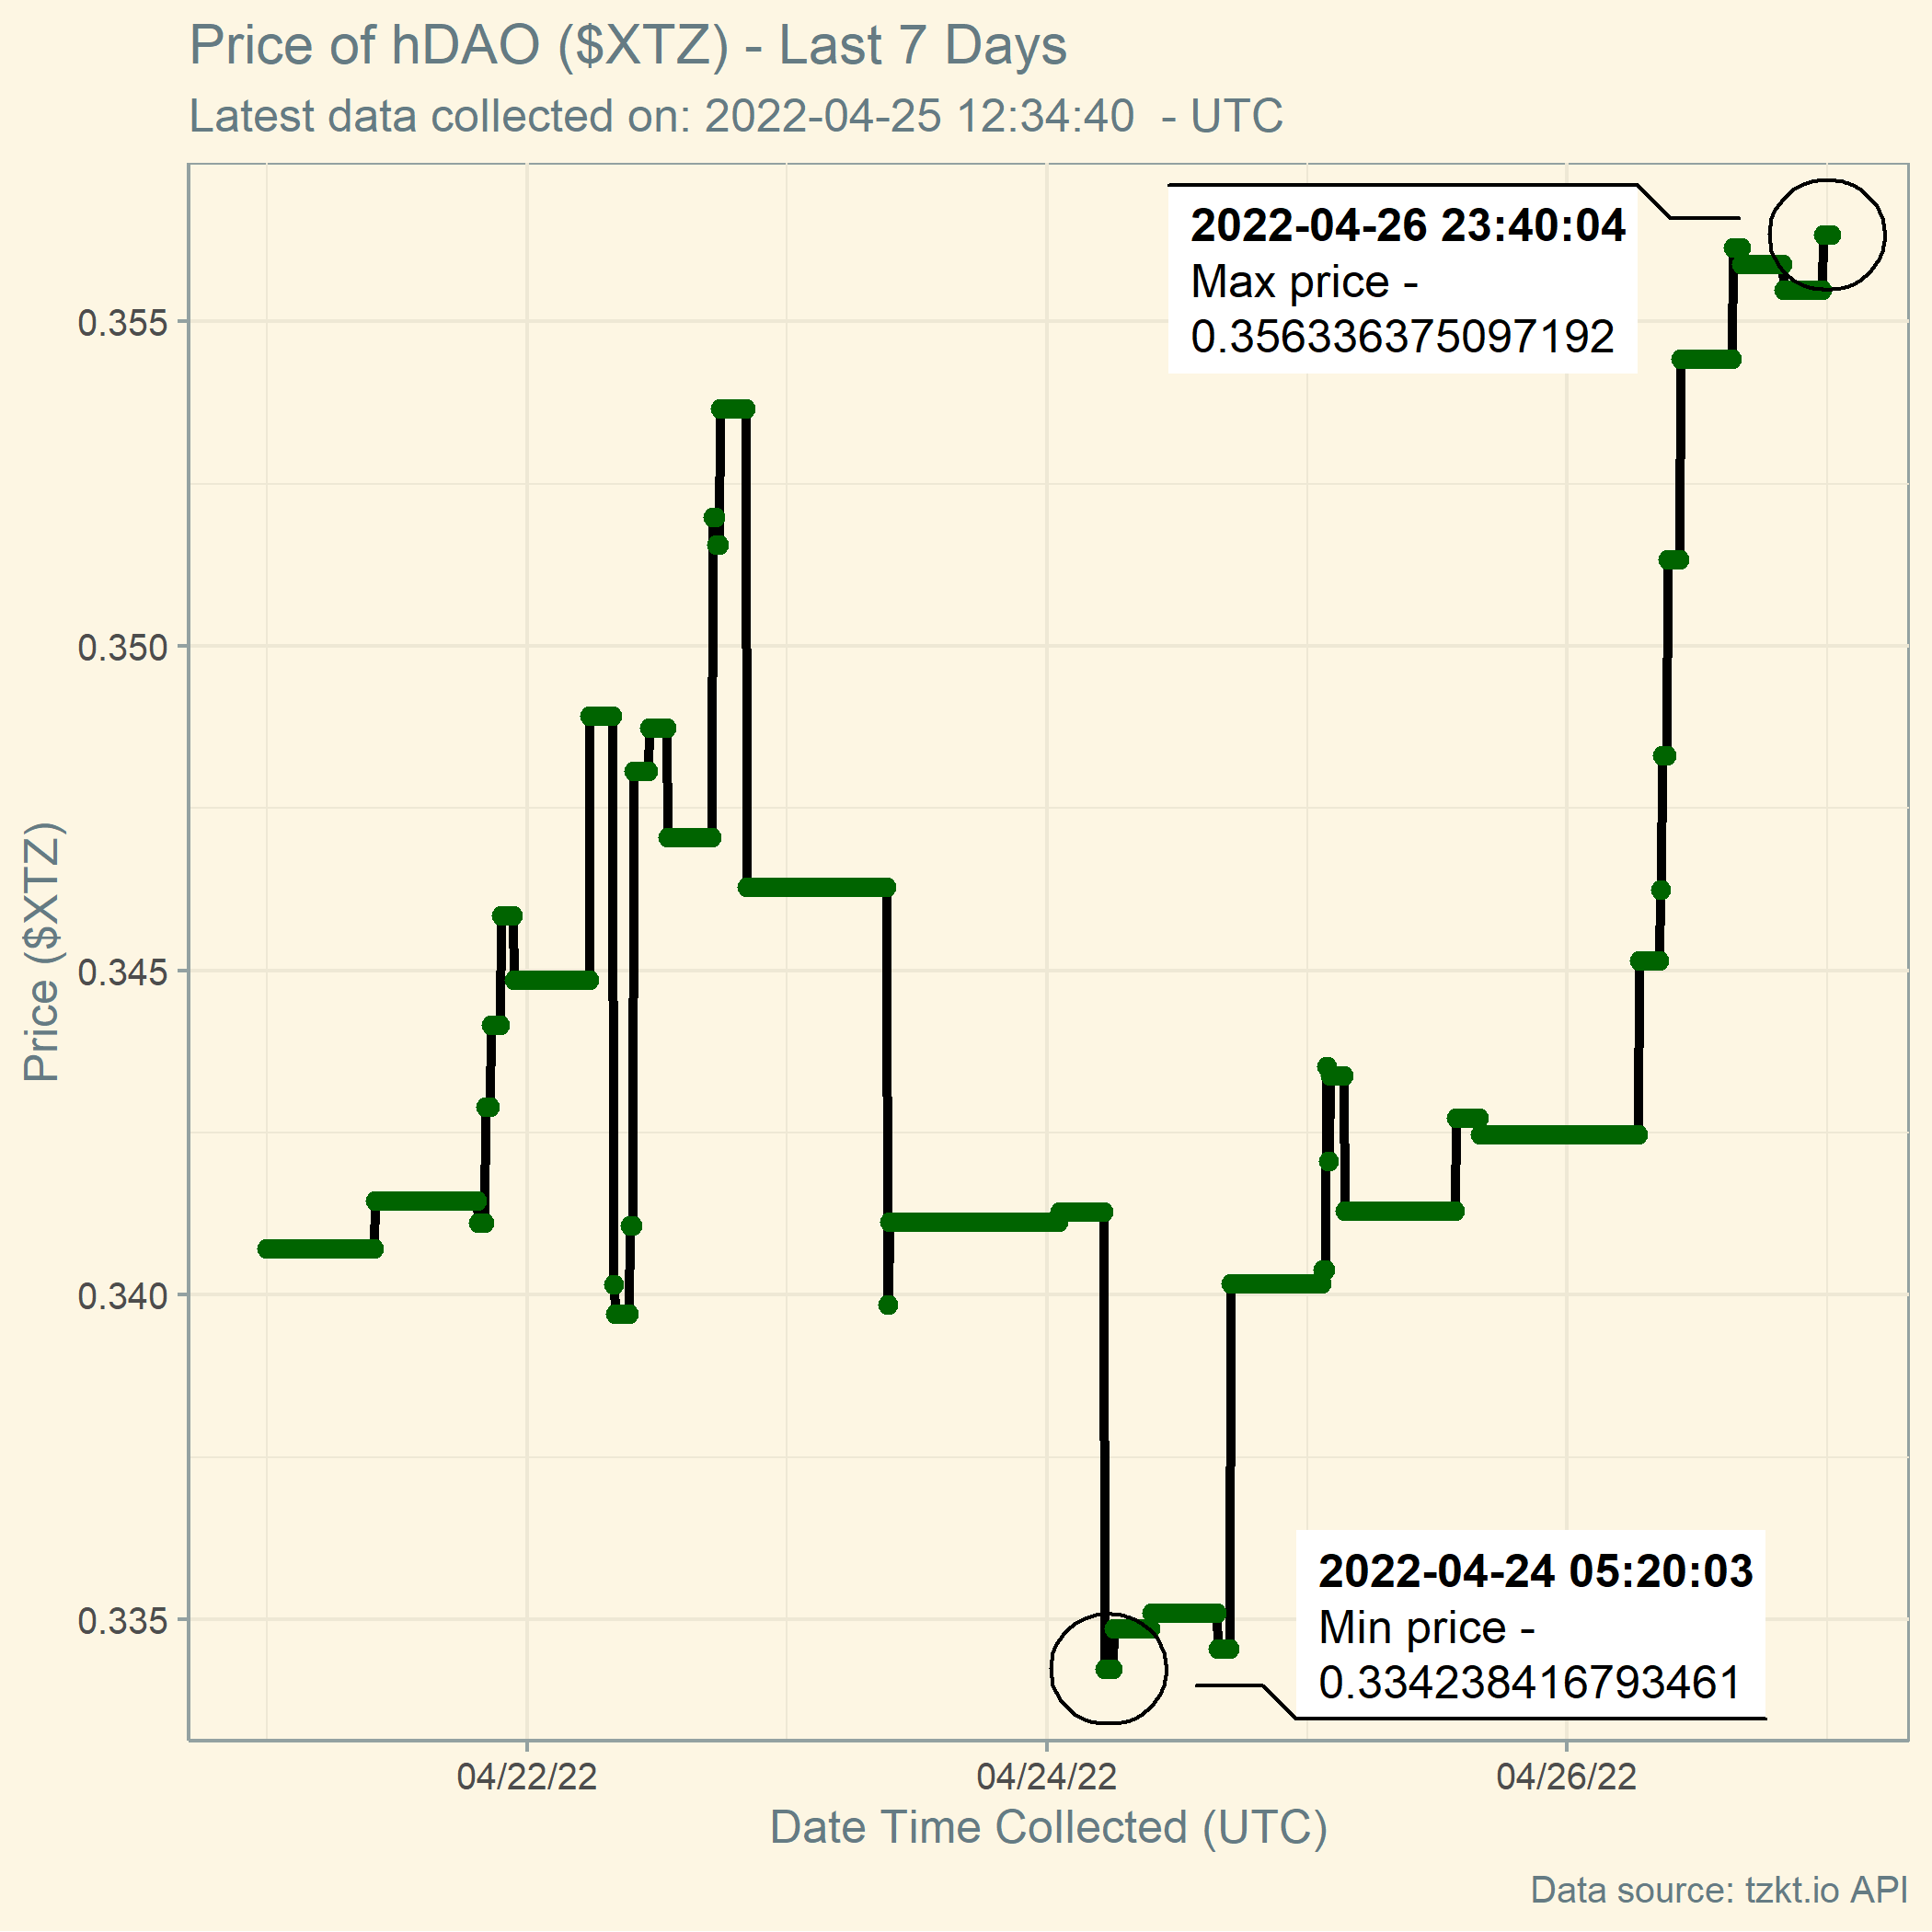 Price of hDAO ($XTZ) - Last 7 Days
Latest data collected on: 2022-04-25 12:34:40  - UTC
2022-04-26 23:40:04
Max price -
0.356336375097192
0.355
0.350
0.345
0.340
0.335
Price ($XTZ)
2022-04-24 05:20:03
Min price -
0.334238416793461
04/22/22
04/24/22
04/26/22
Date Time Collected (UTC)
Data source: tzkt.io API